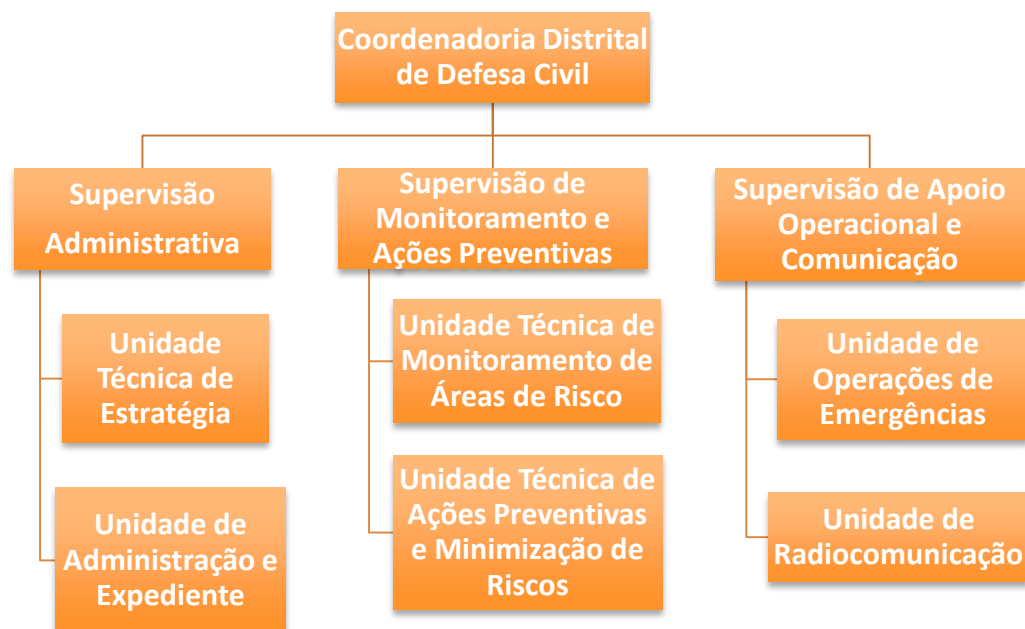 Coordenadoria Distrital
de Defesa Civil
Supervisão
Administrativa
Unidade
Técnica de
Estratégia
Unidade de
Administração e
Expediente
Supervisão de
Monitoramento e
Ações Preventivas
Unidade Técnica de
Monitoramento de
Áreas de Risco
Unidade Técnica de
Ações Preventivas
e Minimização de
Riscos
Supervisão de Apoio
Operacional e
Comunicação
Unidade de
Operações de
Emergências
Unidade de
Radiocomunicação